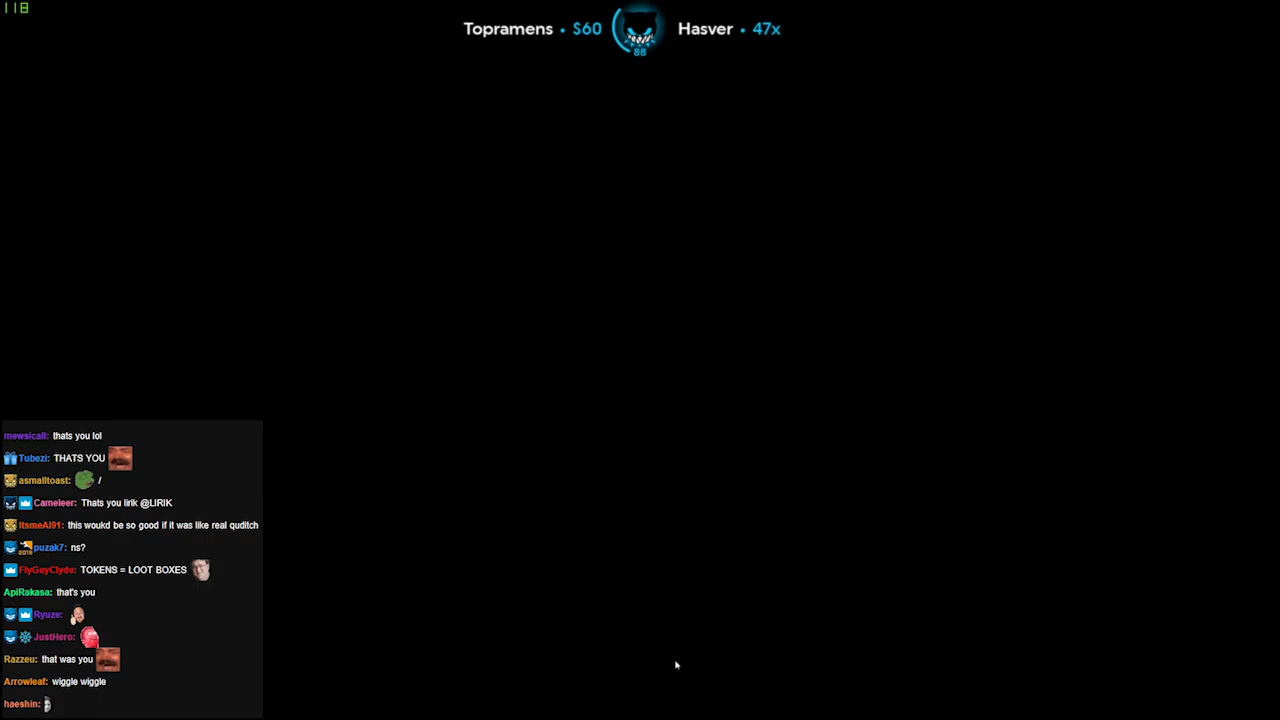 118
Topramens • $60
88
Hasver • 47x
mewsicall: thats you lol
Tubezi: THATS YOU
asmalltoast: /
Cameleer: Thats you lirik @LIRIK
ItsmeAl91: this woukd be so good if it was like real quditch
puzak7: ns?
FlyGuyClyde: TOKENS = LOOT BOXES
ApiRakasa: that's you
Ryuze:
JustHero:
Razzeu: that was you
Arrowleaf: wiggle wiggle
haeshin: